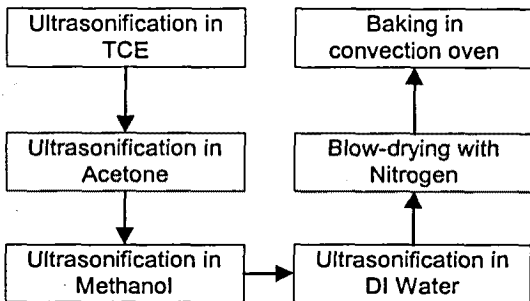 Ultrasonification in
TCE
Ultrasonification in
Acetone
Ultrasonification in
Methanol
Ultrasonification in
DI Water
Blow-drying with
Nitrogen
Baking in
convection oven